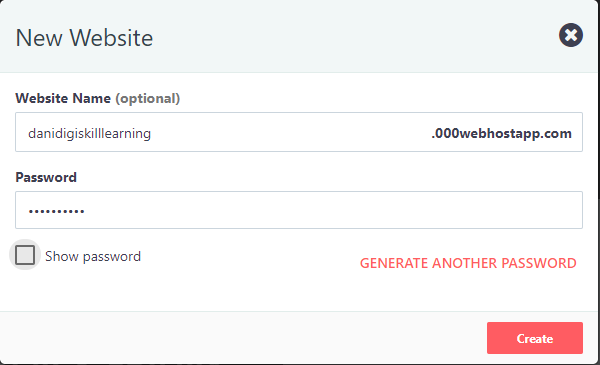 New Website
Website Name (optional)
danidigiskilllearning .000webhostapp.com
Password
••••••••••
Show password GENERATE ANOTHER PASSWORD
Create